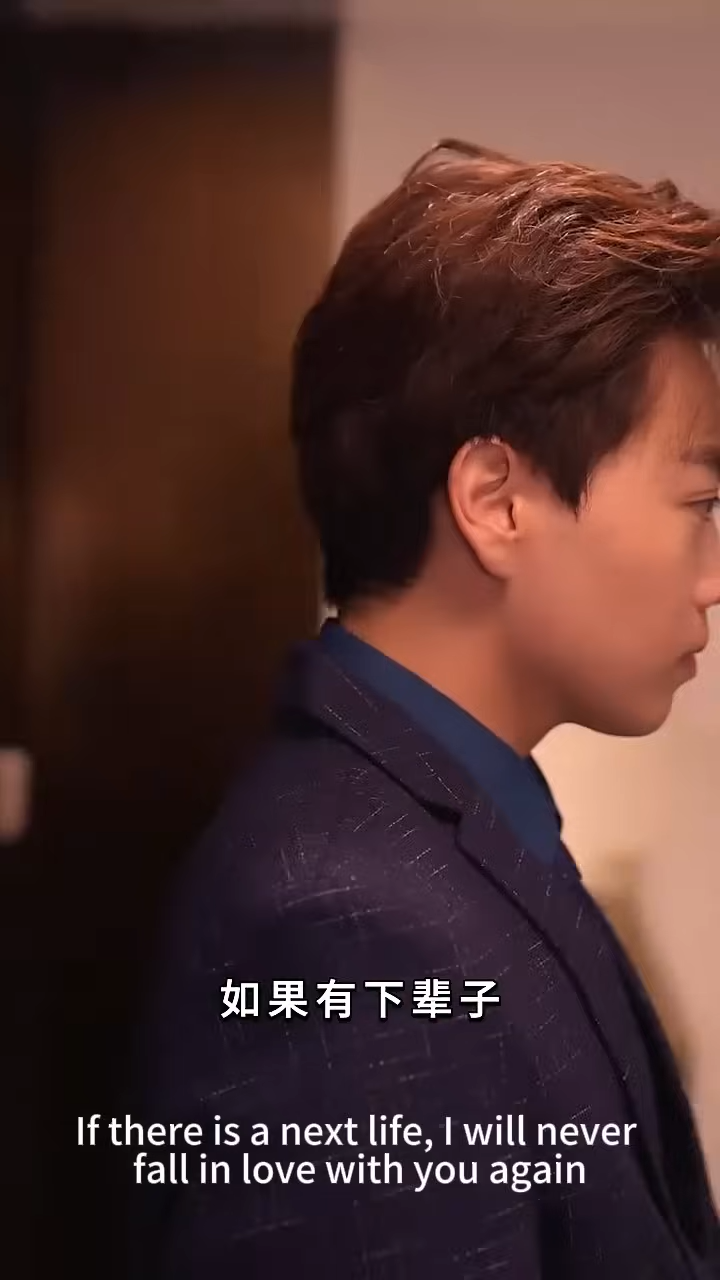 如果有下辈子
If there is a next life, I will never
fall in love with you again